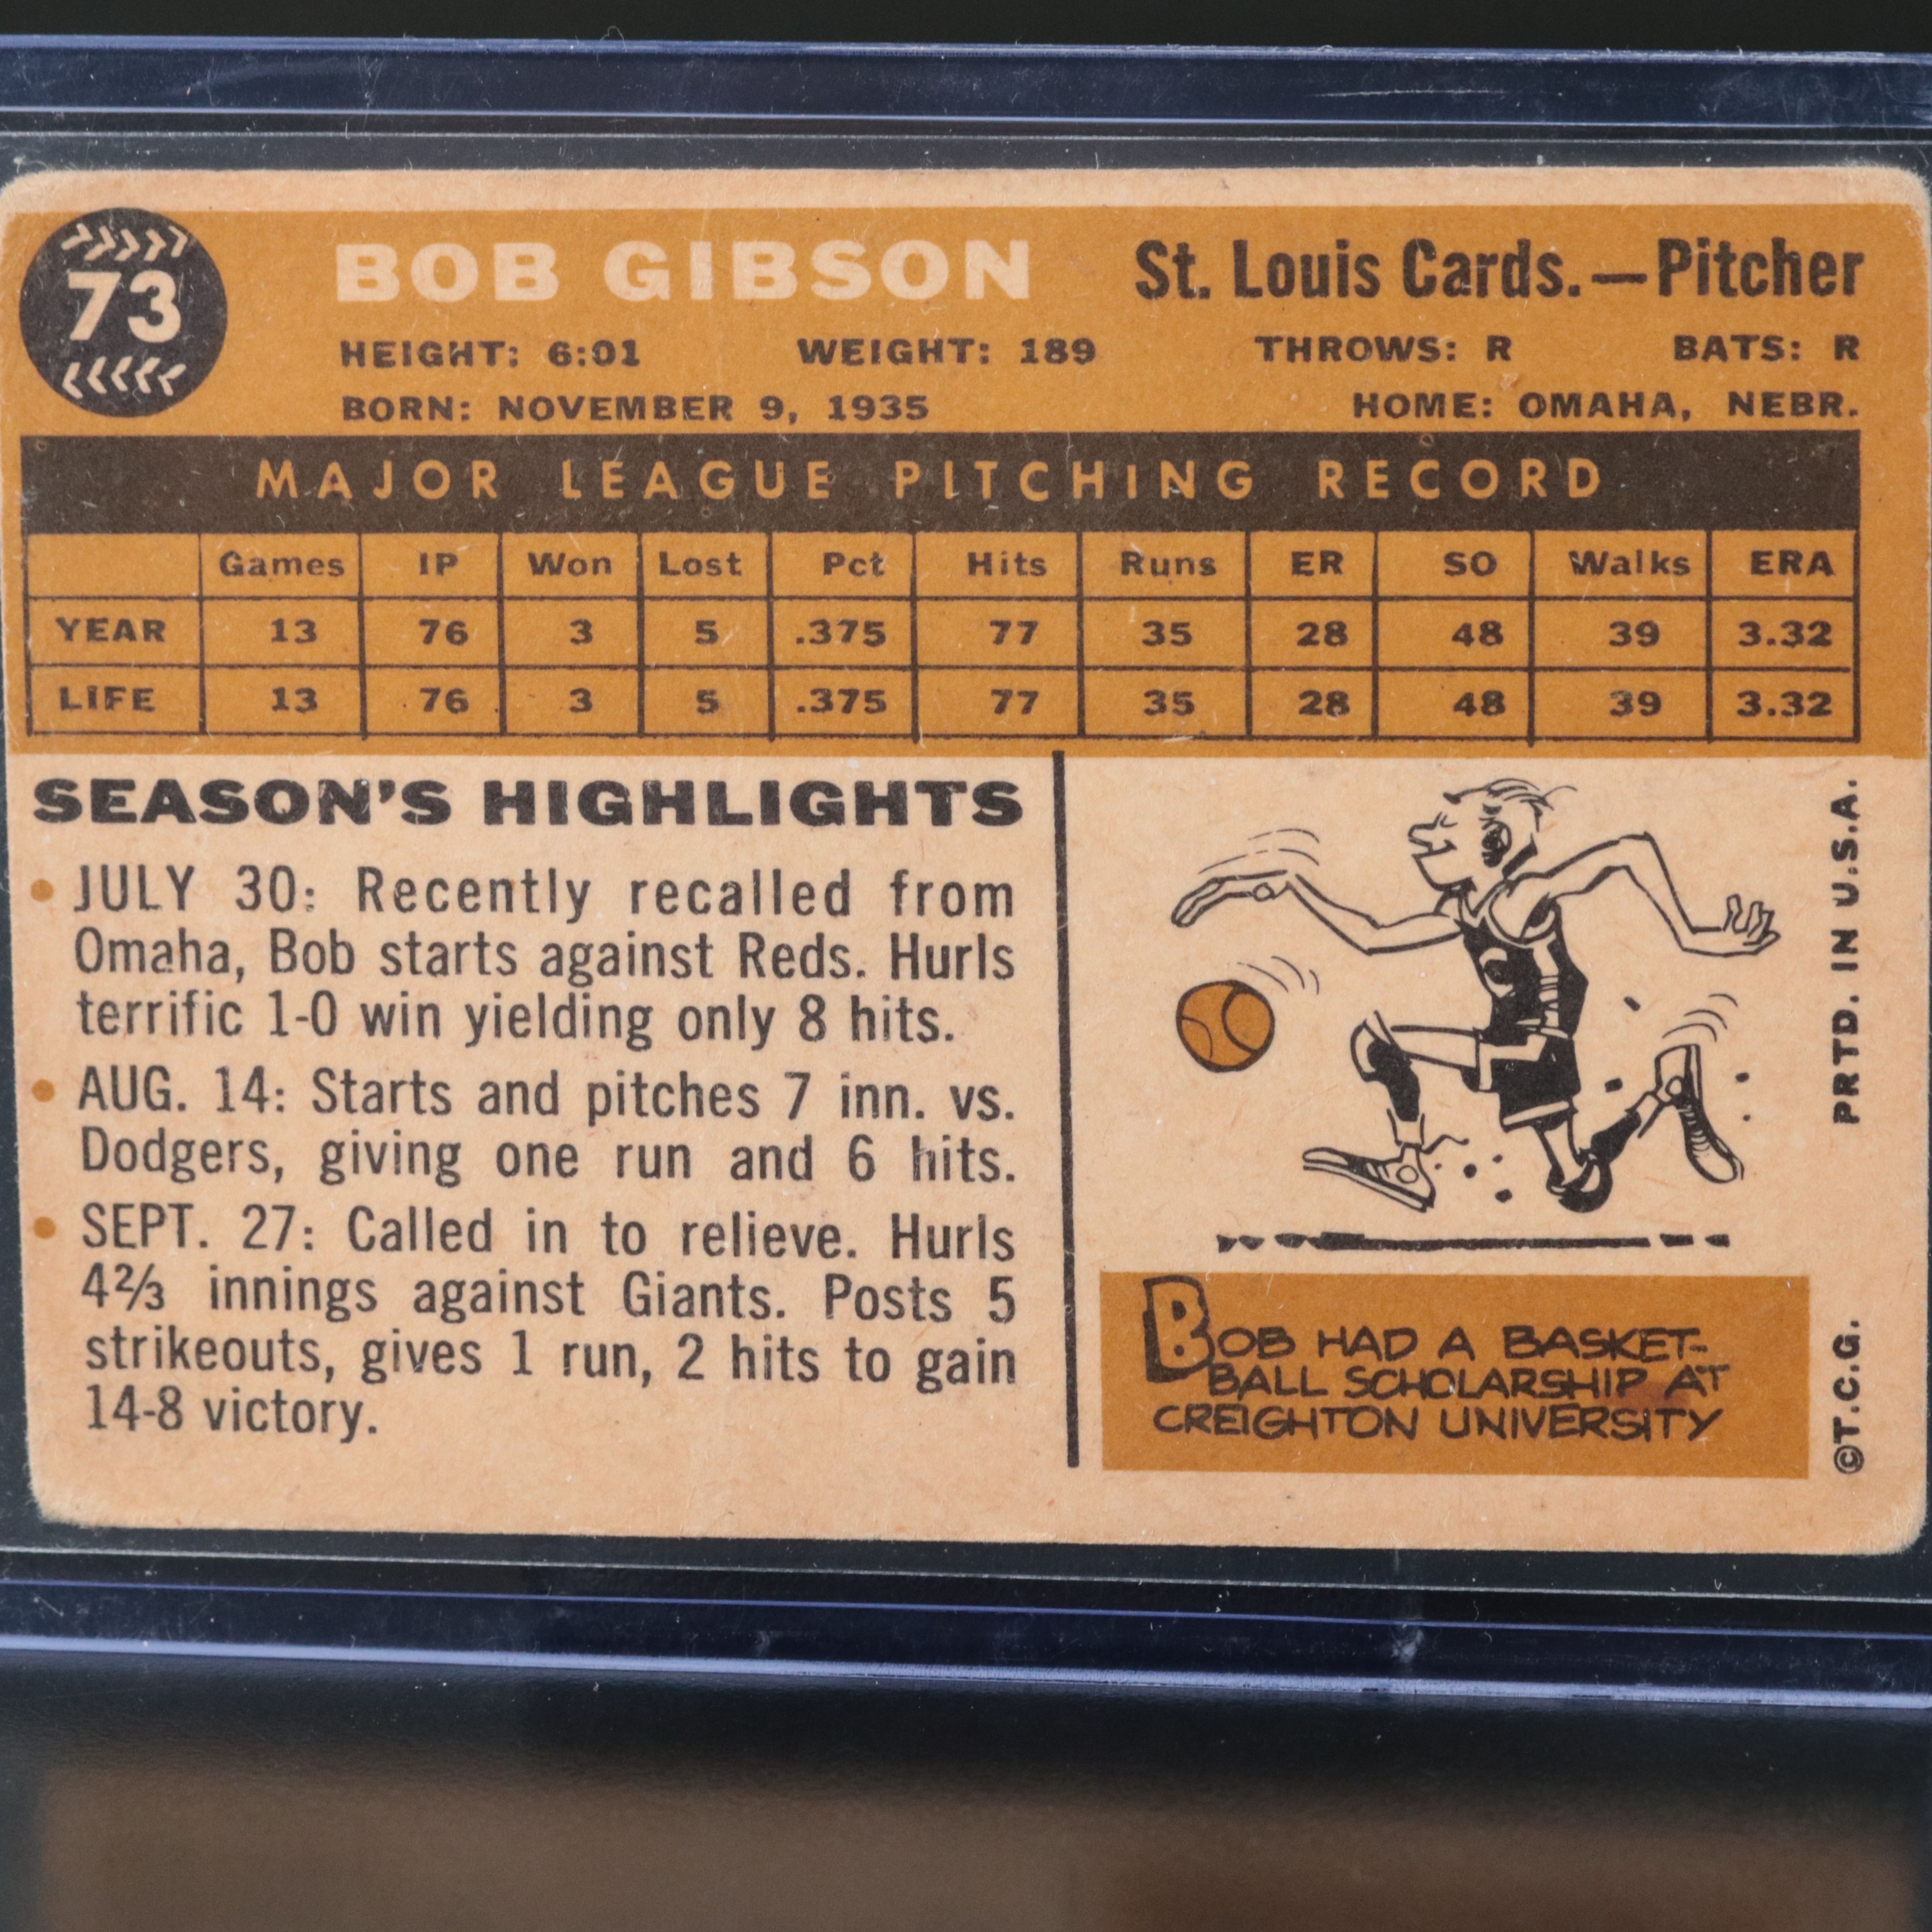 73
BOB GIBSON St. Louis Cards.—Pitcher
HEIGHT: 6:01 WEIGHT: 189 THROWS: R BATS: R
BORN: NOVEMBER 9, 1935 HOME: OMAHA, NEBR.
MAJOR LEAGUE PITCHING RECORD
Games IP Won Lost Pct Hits Runs ER SO Walks ERA
YEAR 13 76 3 5 .375 77 35 28 48 39 3.32
LIFE 13 76 3 5 .375 77 35 28 48 39 3.32
SEASON'S HIGHLIGHTS
• JULY 30: Recently recalled from
Omaha, Bob starts against Reds. Hurls
terrific 1-0 win yielding only 8 hits.
• AUG. 14: Starts and pitches 7 inn. vs.
Dodgers, giving one run and 6 hits.
• SEPT. 27: Called in to relieve. Hurls
4⅔ innings against Giants. Posts 5
strikeouts, gives 1 run, 2 hits to gain
14-8 victory.
BOB HAD A BASKET-
BALL SCHOLARSHIP AT
CREIGHTON UNIVERSITY
©T.C.G. PRTD. IN U.S.A.